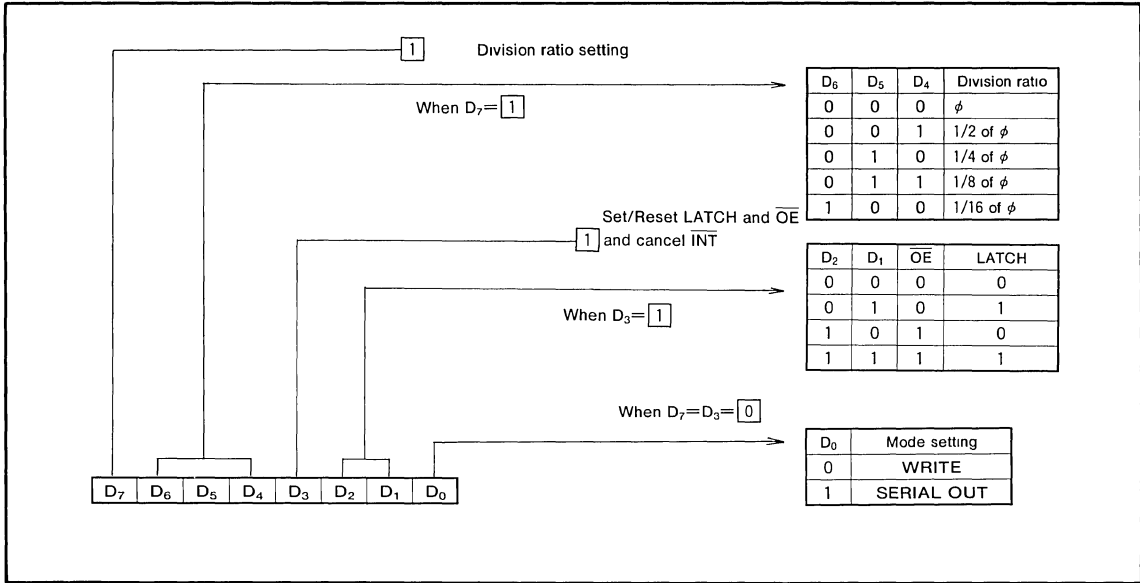 1 Division ratio setting
When D₇= 1
D₆ D₅ D₄ Division ratio
0 0 0 ϕ
0 0 1 1/2 of ϕ
0 1 0 1/4 of ϕ
0 1 1 1/8 of ϕ
1 0 0 1/16 of ϕ
Set/Reset LATCH and O̅E̅
1 and cancel I̅N̅T̅
When D₃= 1
D₂ D₁ O̅E̅ LATCH
0 0 0 0
0 1 0 1
1 0 1 0
1 1 1 1
When D₇=D₃= 0
D₀ Mode setting
0 WRITE
1 SERIAL OUT
D₇ D₆ D₅ D₄ D₃ D₂ D₁ D₀